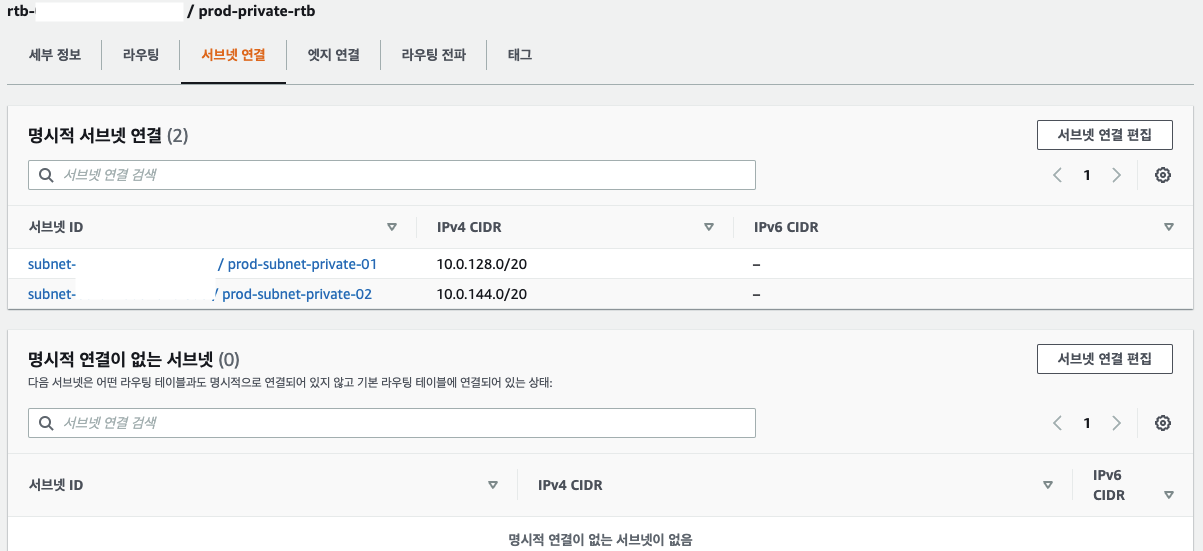 rtb- / prod-private-rtb
세부 정보 라우팅 서브넷 연결 엣지 연결 라우팅 전파 태그
명시적 서브넷 연결 (2) 서브넷 연결 편집
서브넷 연결 검색 1
서브넷 ID IPv4 CIDR IPv6 CIDR
subnet- / prod-subnet-private-01 10.0.128.0/20 –
subnet- / prod-subnet-private-02 10.0.144.0/20 –
명시적 연결이 없는 서브넷 (0) 서브넷 연결 편집
다음 서브넷은 어떤 라우팅 테이블과도 명시적으로 연결되어 있지 않고 기본 라우팅 테이블에 연결되어 있는 상태:
서브넷 연결 검색 1
서브넷 ID IPv4 CIDR IPv6
CIDR
명시적 연결이 없는 서브넷이 없음